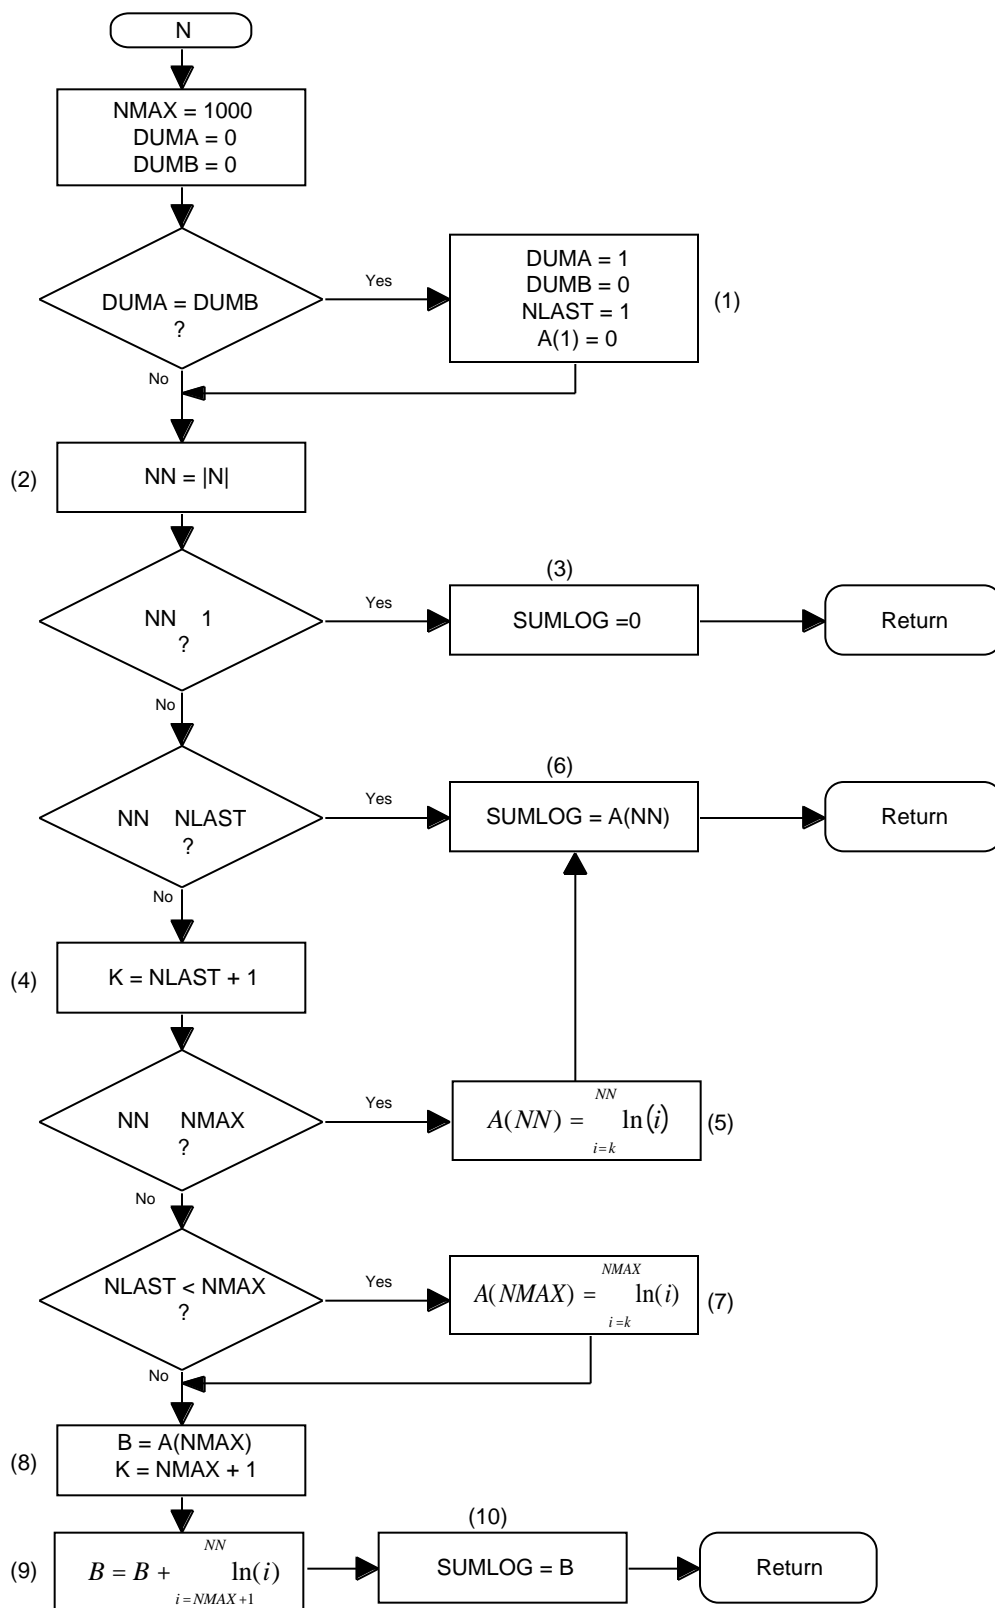 N
NMAX = 1000
DUMA = 0
DUMB = 0
DUMA = DUMB
?
Yes
DUMA = 1
DUMB = 0
NLAST = 1
A(1) = 0
(1)
No
(2)
NN = |N|
NN 1
?
Yes
(3)
SUMLOG =0
Return
No
NN NLAST
?
Yes
(6)
SUMLOG = A(NN)
Return
No
(4)
K = NLAST + 1
NN NMAX
?
Yes
NN
A(NN) = ln(i)
i=k
(5)
No
NLAST < NMAX
?
Yes
NMAX
A(NMAX) = ln(i)
i=k
(7)
No
(8)
B = A(NMAX)
K = NMAX + 1
(9)
NN
B = B + ln(i)
i=NMAX+1
(10)
SUMLOG = B
Return